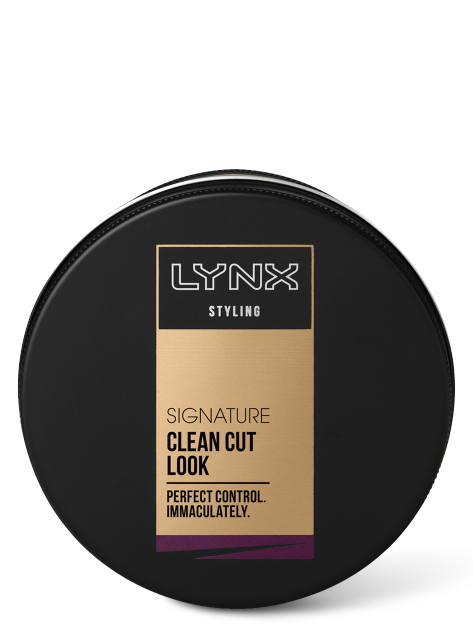 LYNX
STYLING
SIGNATURE
CLEAN CUT
LOOK
PERFECT CONTROL.
IMMACULATELY.